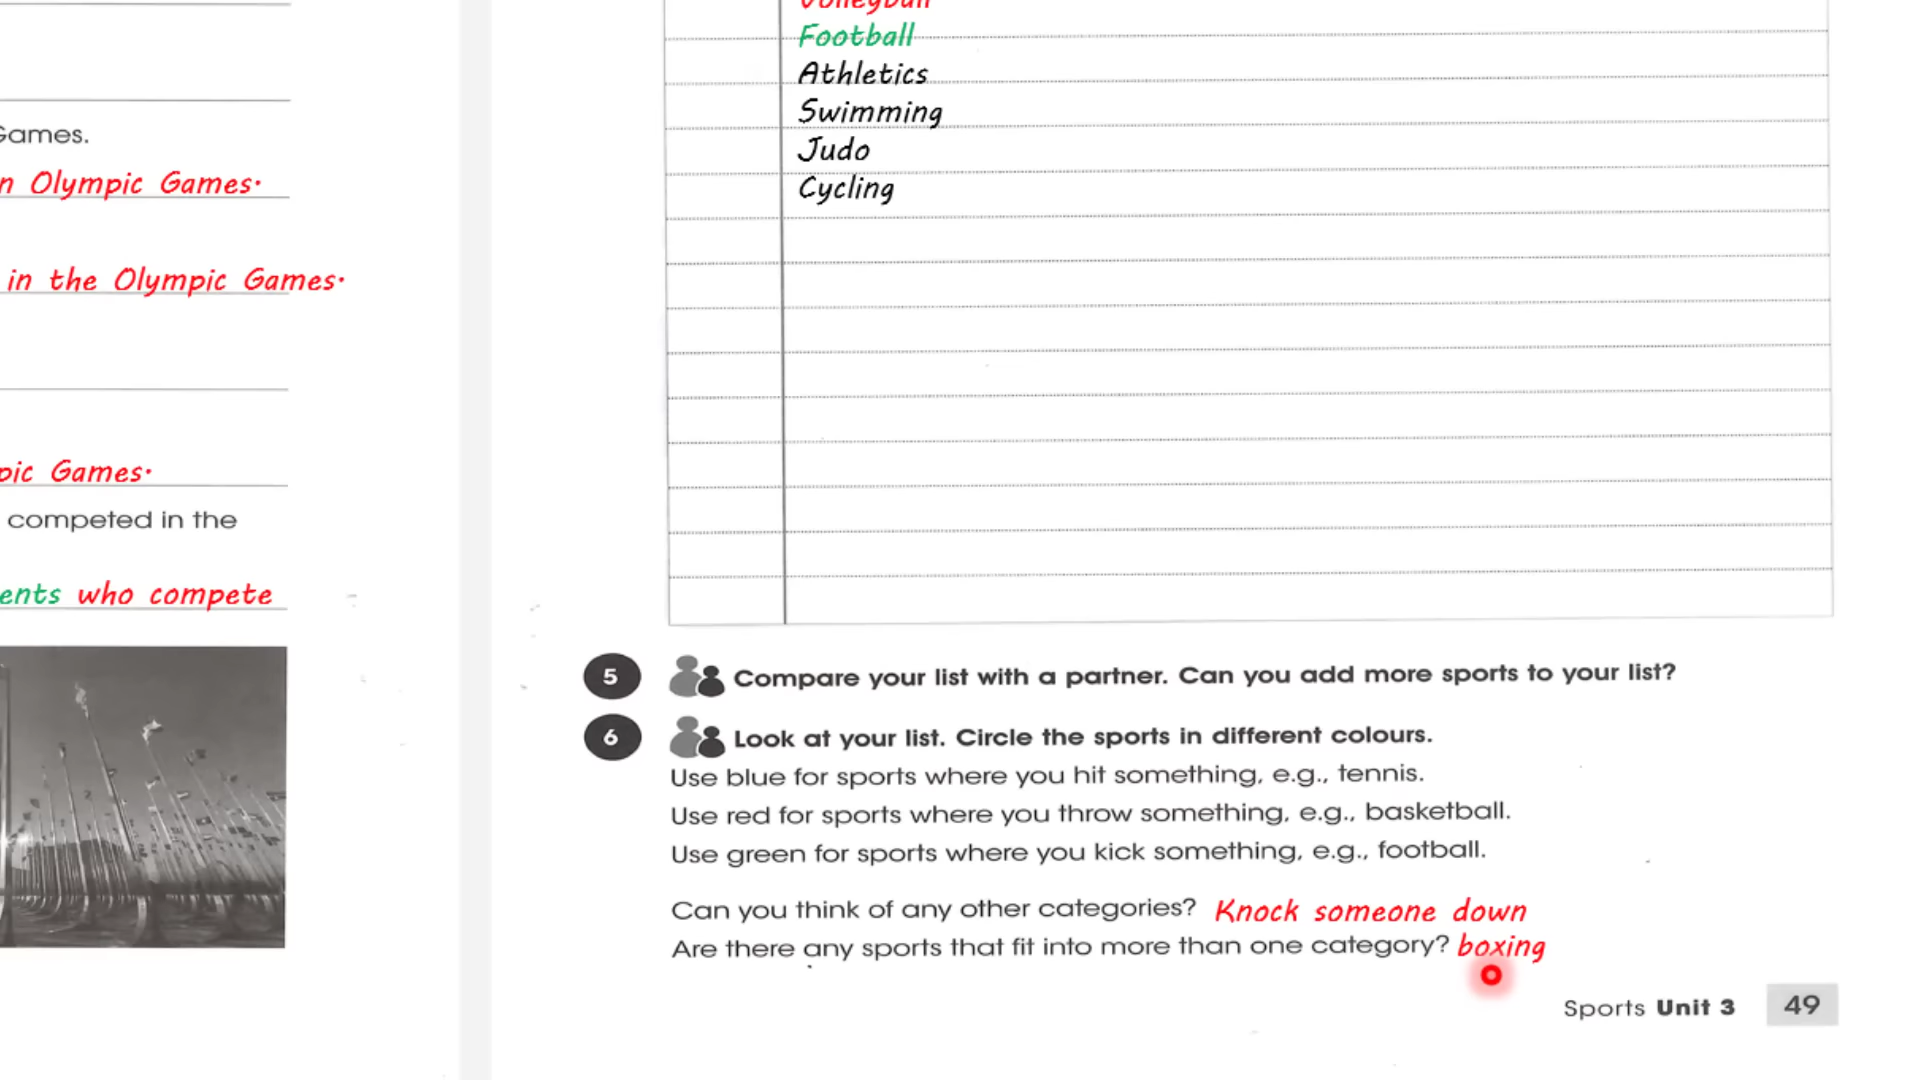 Games.
n Olympic Games.
in the Olympic Games.
pic Games.
competed in the
ents who compete
Volleyball
Football
Athletics
Swimming
Judo
Cycling
5 Compare your list with a partner. Can you add more sports to your list?
6 Look at your list. Circle the sports in different colours.
Use blue for sports where you hit something, e.g., tennis.
Use red for sports where you throw something, e.g., basketball.
Use green for sports where you kick something, e.g., football.
Can you think of any other categories? Knock someone down
Are there any sports that fit into more than one category? boxing
Sports Unit 3 49